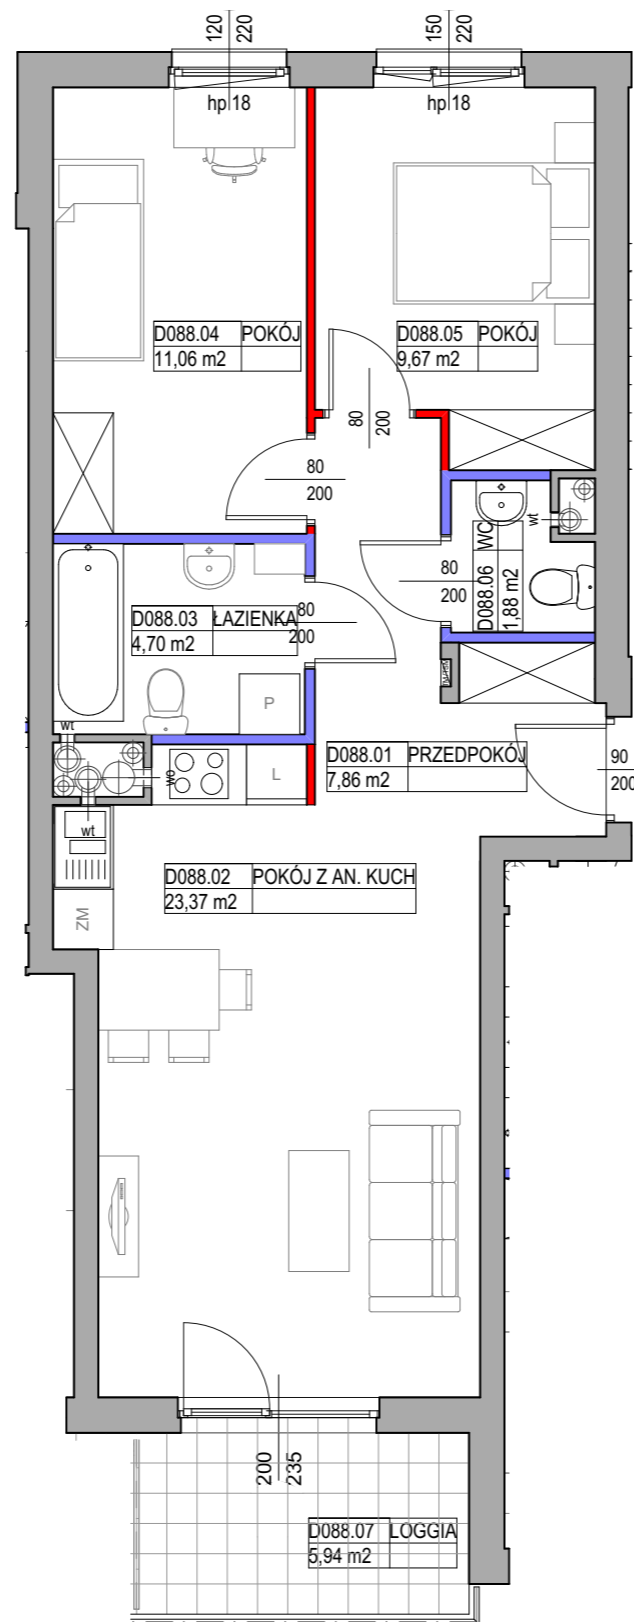 120
220
150
220
hp 18
hp 18
D088.04 POKÓJ
11,06 m2
D088.05 POKÓJ
9,67 m2
80
200
80
200
wt
D088.06 WC
1,88 m2
80
200
D088.03 ŁAZIENKA
4,70 m2
80
200
P
wt
wo
L
D088.01 PRZEDPOKÓJ
7,86 m2
90
200
wt
ZM
D088.02 POKÓJ Z AN. KUCH
23,37 m2
200
235
D088.07 LOGGIA
5,94 m2